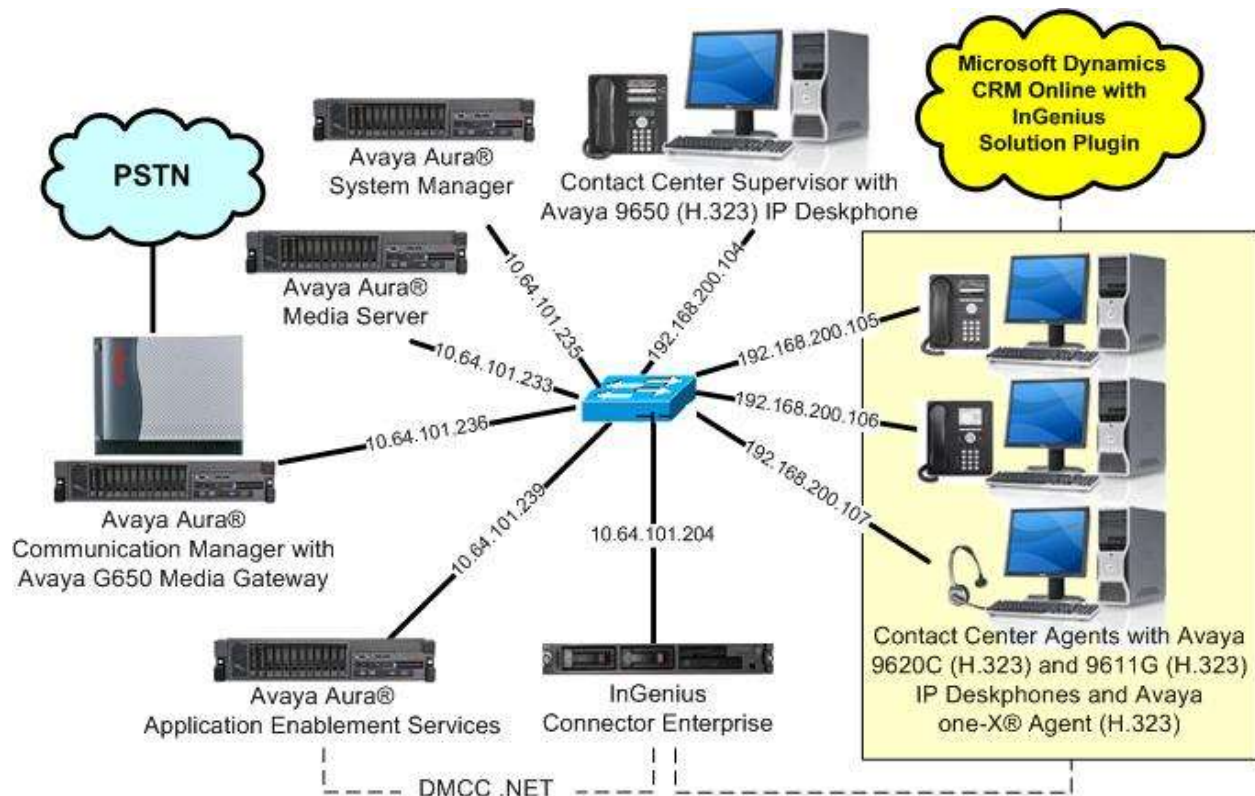 Microsoft Dynamics
CRM Online with
InGenius
Solution Plugin
PSTN
Avaya Aura®
System Manager
Contact Center Supervisor with
Avaya 9650 (H.323) IP Deskphone
Avaya Aura®
Media Server
10.64.101.235
192.168.200.104
192.168.200.105
10.64.101.233
192.168.200.106
10.64.101.236
192.168.200.107
Avaya Aura®
Communication Manager with
Avaya G650 Media Gateway
10.64.101.239
10.64.101.204
Contact Center Agents with Avaya
9620C (H.323) and 9611G (H.323)
IP Deskphones and Avaya
one-X® Agent (H.323)
Avaya Aura®
Application Enablement Services
InGenius
Connector Enterprise
DMCC .NET